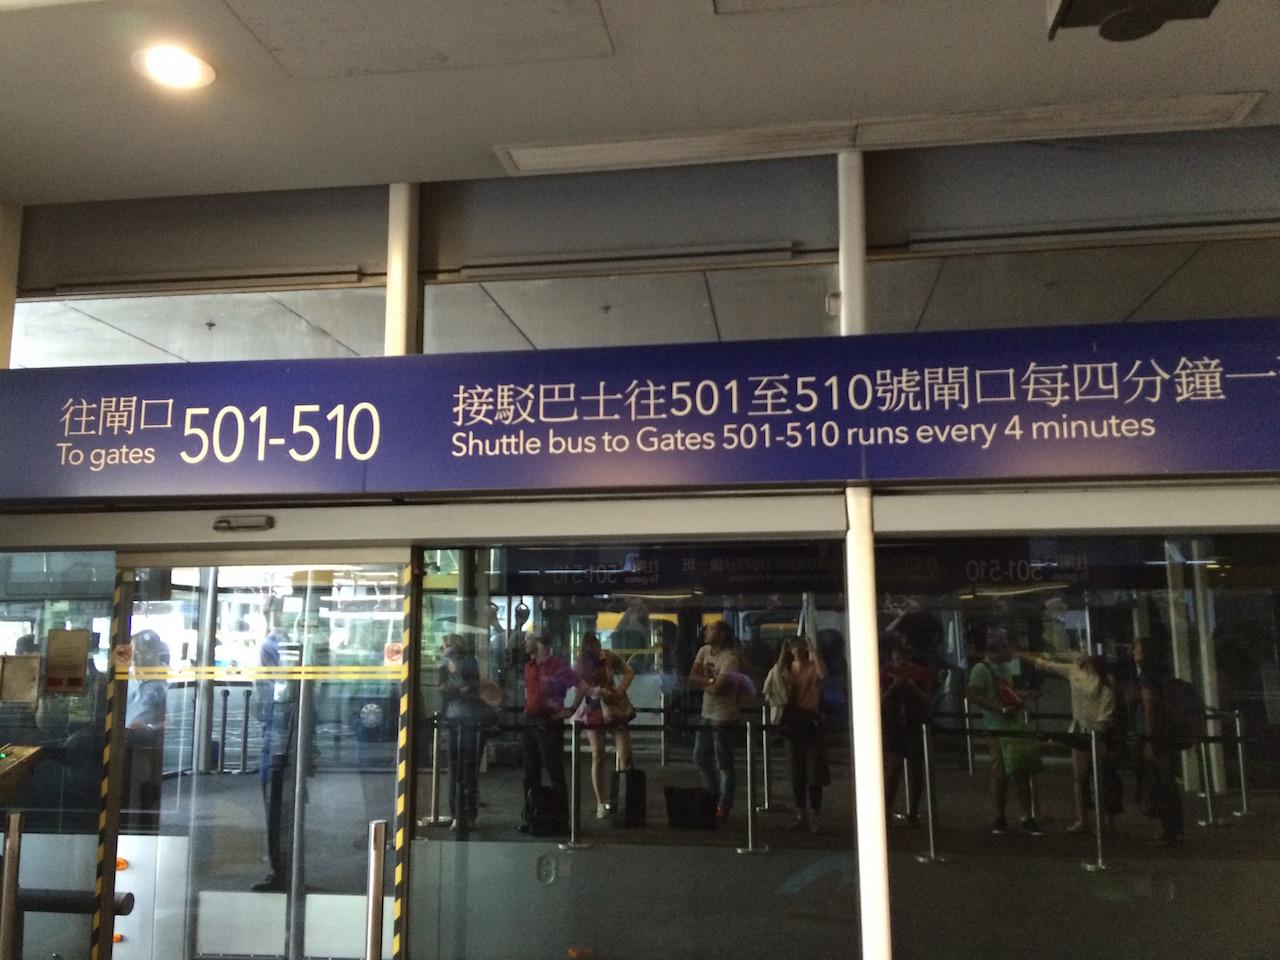 往閘口
To gates
501-510
接駁巴士往501至510號閘口每四分鐘一
Shuttle bus to Gates 501-510 runs every 4 minutes